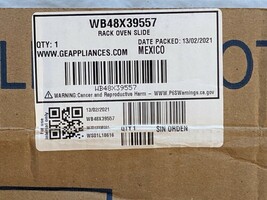 WB48X39557
RACK OVEN SLIDE
QTY: 1 DATE PACKED: 13/02/2021
WWW.GEAPPLIANCES.COM MEXICO
WB48X39557
WARNING Cancer and Reproductive Harm - www.P65Warnings.ca.gov
13/02/2021
WB48X39557
QTY 1 SIN ORDEN